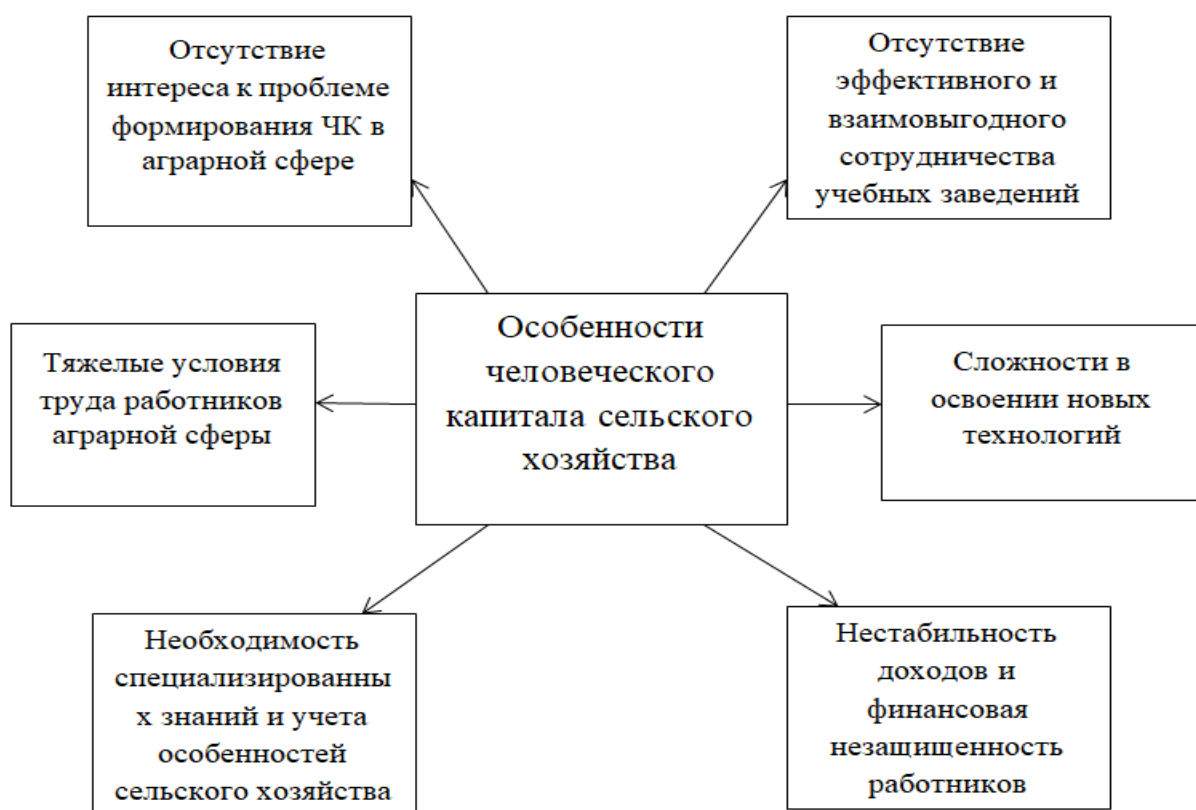 Отсутствие
интереса к проблеме
формирования ЧК в
аграрной сфере
Отсутствие
эффективного и
взаимовыгодного
сотрудничества
учебных заведений
Особенности
человеческого
капитала сельского
хозяйства
Тяжелые условия
труда работников
аграрной сферы
Сложности в
освоении новых
технологий
Необходимость
специализированны
х знаний и учета
особенностей
сельского хозяйства
Нестабильность
доходов и
финансовая
незащищенность
работников